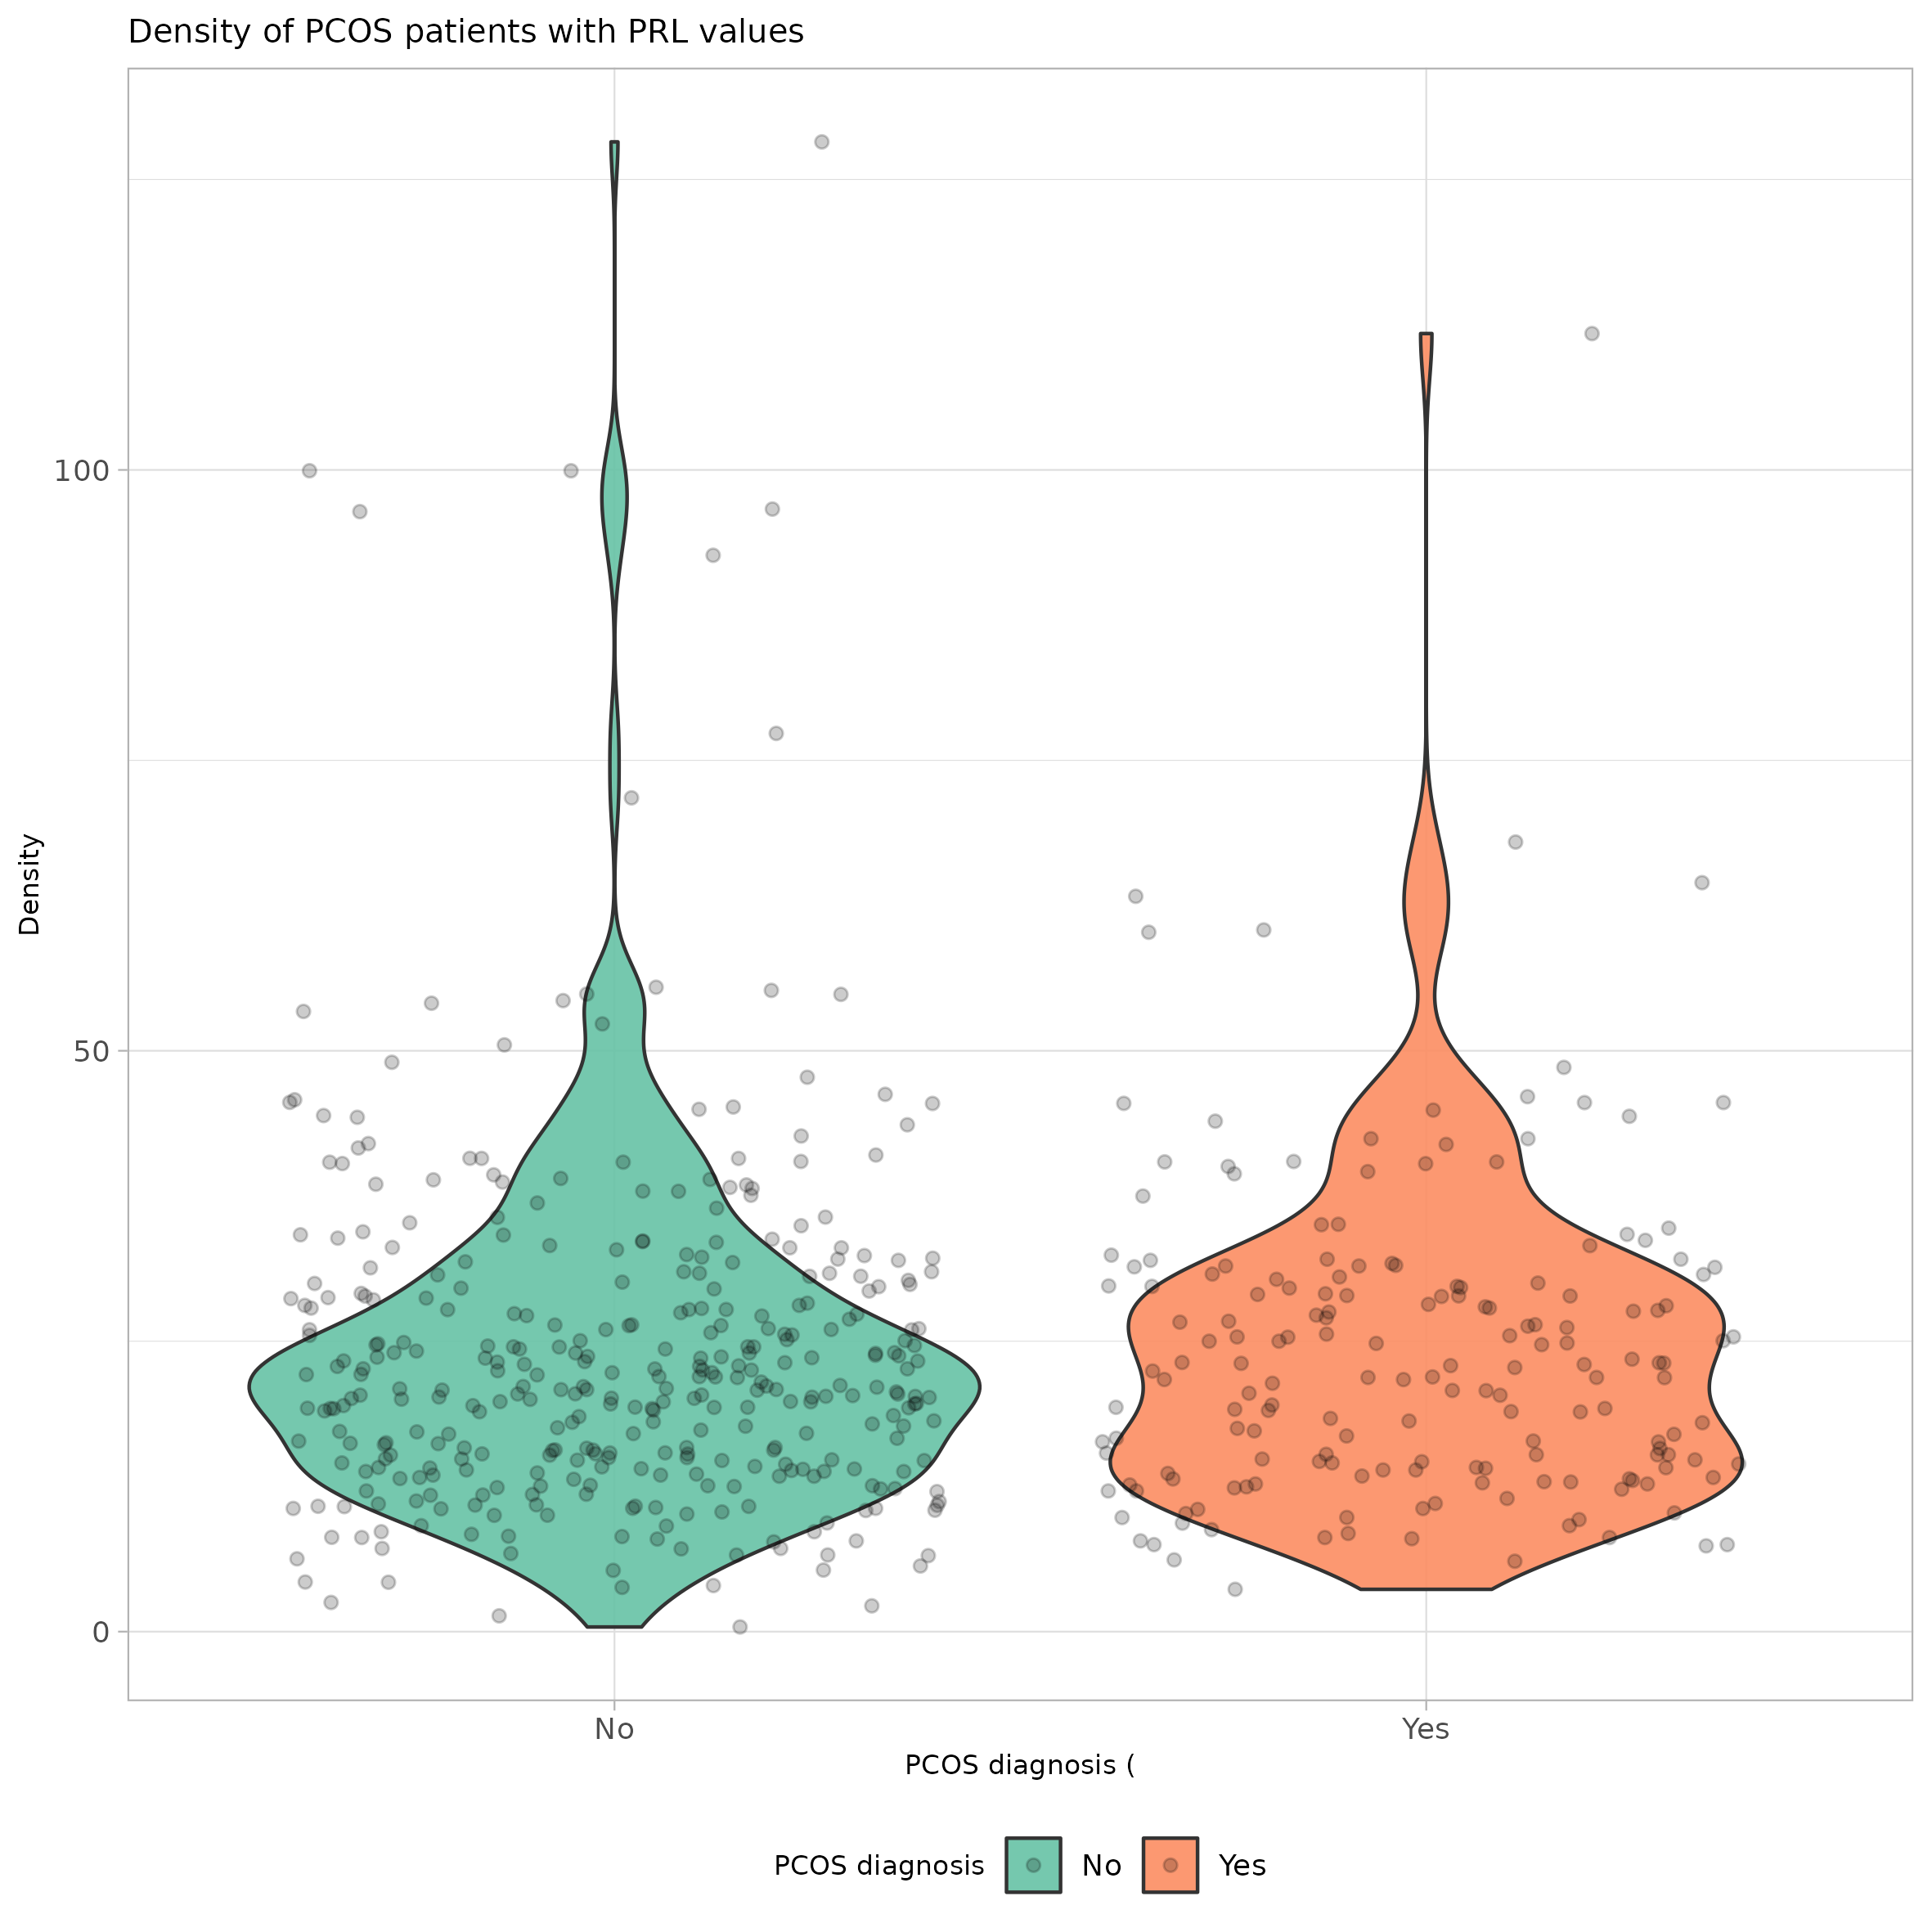 Density of PCOS patients with PRL values
Density
100
50
0
No
Yes
PCOS diagnosis (
PCOS diagnosis No Yes